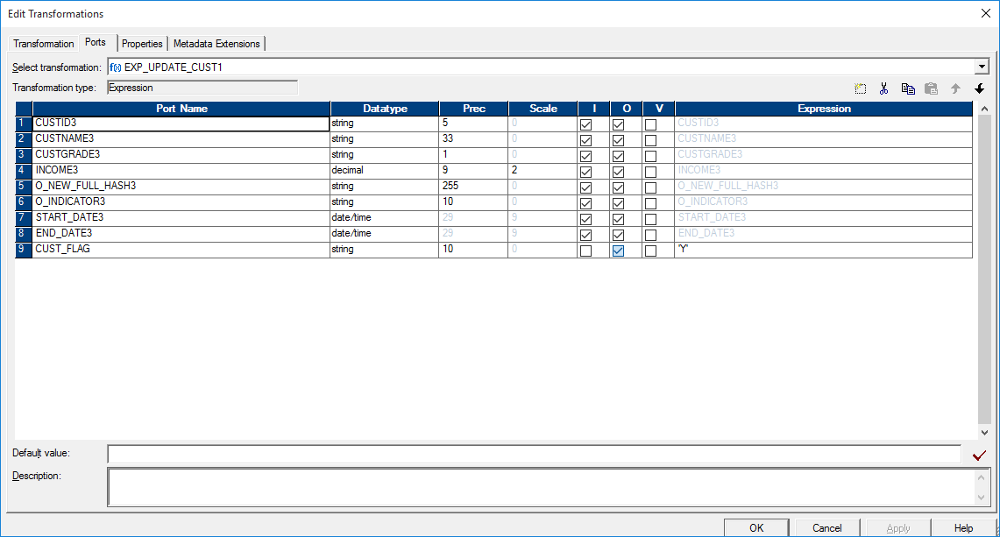 Edit Transformations
Transformation Ports Properties Metadata Extensions
Select transformation: f(x) EXP_UPDATE_CUST1
Transformation type: Expression
Port Name Datatype Prec Scale I O V Expression
1 CUSTID3 string 5 0 CUSTID3
2 CUSTNAME3 string 33 0 CUSTNAME3
3 CUSTGRADE3 string 1 0 CUSTGRADE3
4 INCOME3 decimal 9 2 INCOME3
5 O_NEW_FULL_HASH3 string 255 0 O_NEW_FULL_HASH3
6 O_INDICATOR3 string 10 0 O_INDICATOR3
7 START_DATE3 date/time 29 9 START_DATE3
8 END_DATE3 date/time 29 9 END_DATE3
9 CUST_FLAG string 10 0 'Y'
Default value:
Description:
OK Cancel Apply Help